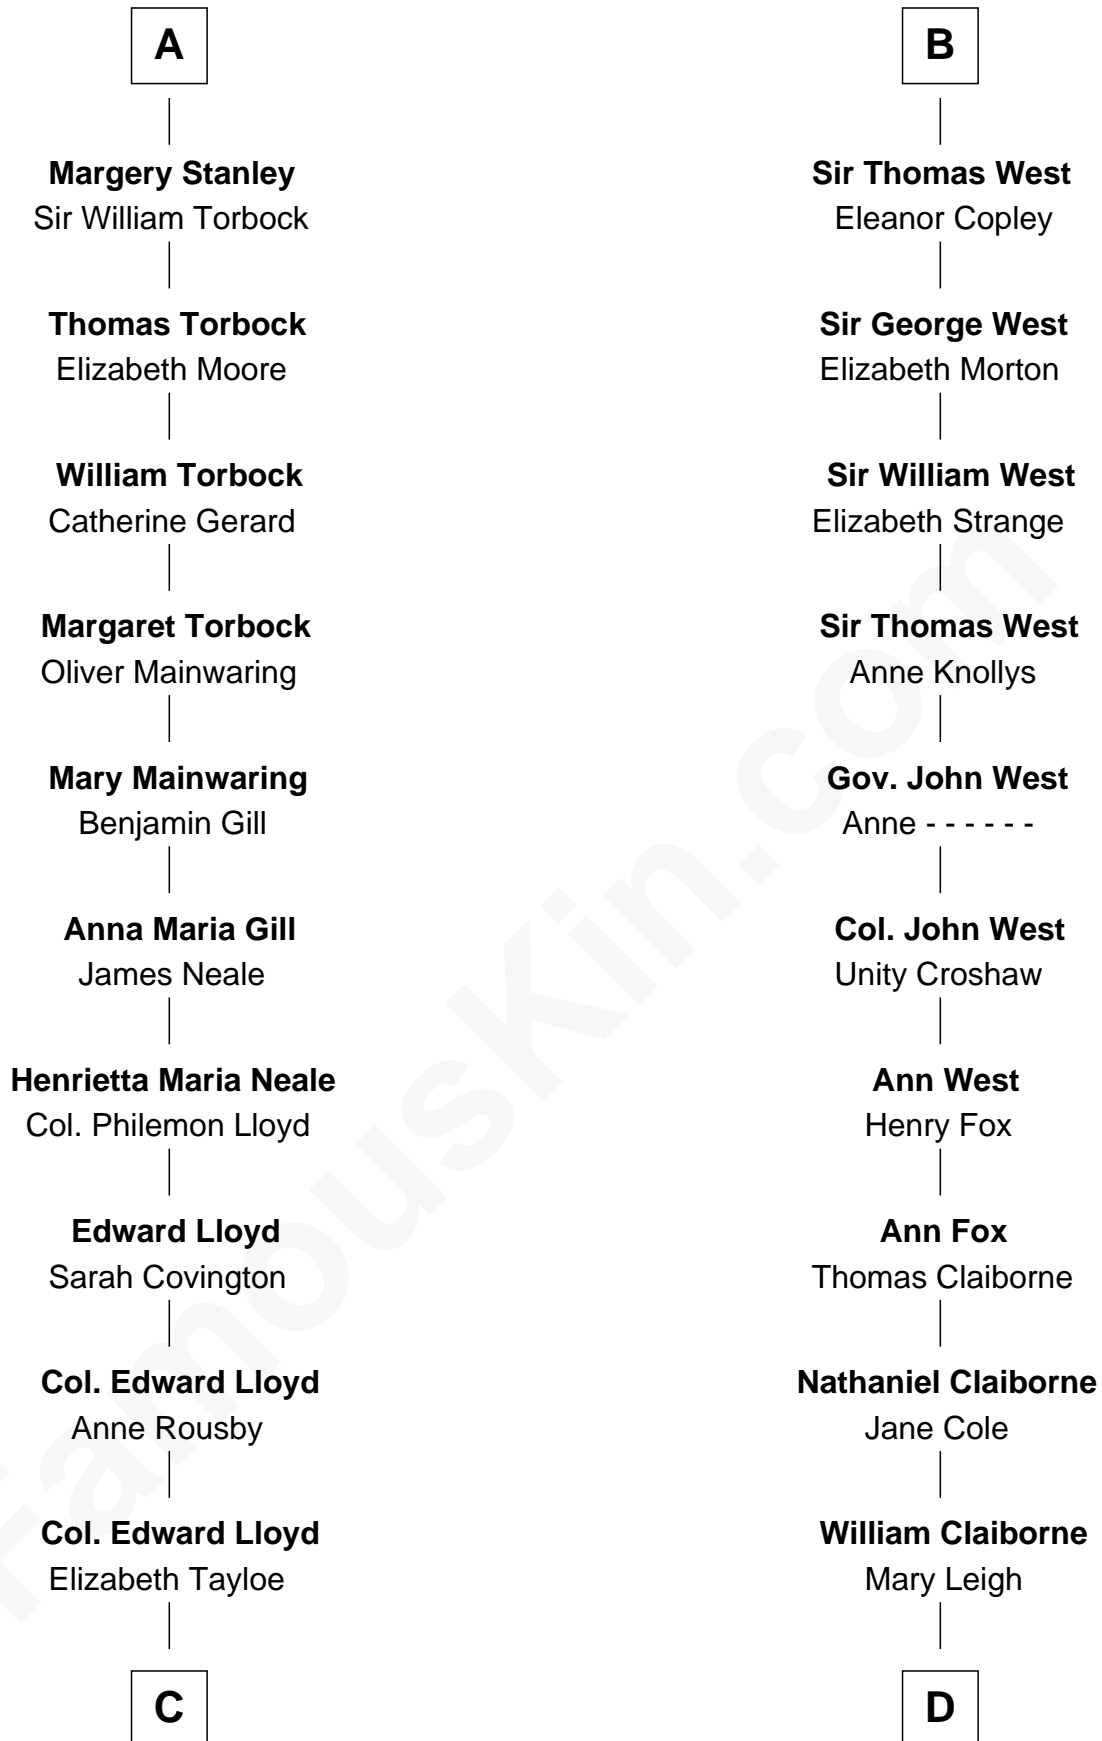 A
Margery Stanley
Sir William Torbock
Thomas Torbock
Elizabeth Moore
William Torbock
Catherine Gerard
Margaret Torbock
Oliver Mainwaring
Mary Mainwaring
Benjamin Gill
Anna Maria Gill
James Neale
Henrietta Maria Neale
Col. Philemon Lloyd
Edward Lloyd
Sarah Covington
Col. Edward Lloyd
Anne Rousby
Col. Edward Lloyd
Elizabeth Tayloe
C
B
Sir Thomas West
Eleanor Copley
Sir George West
Elizabeth Morton
Sir William West
Elizabeth Strange
Sir Thomas West
Anne Knollys
Gov. John West
Anne - - - - - -
Col. John West
Unity Croshaw
Ann West
Henry Fox
Ann Fox
Thomas Claiborne
Nathaniel Claiborne
Jane Cole
William Claiborne
Mary Leigh
D
FamousKin.com